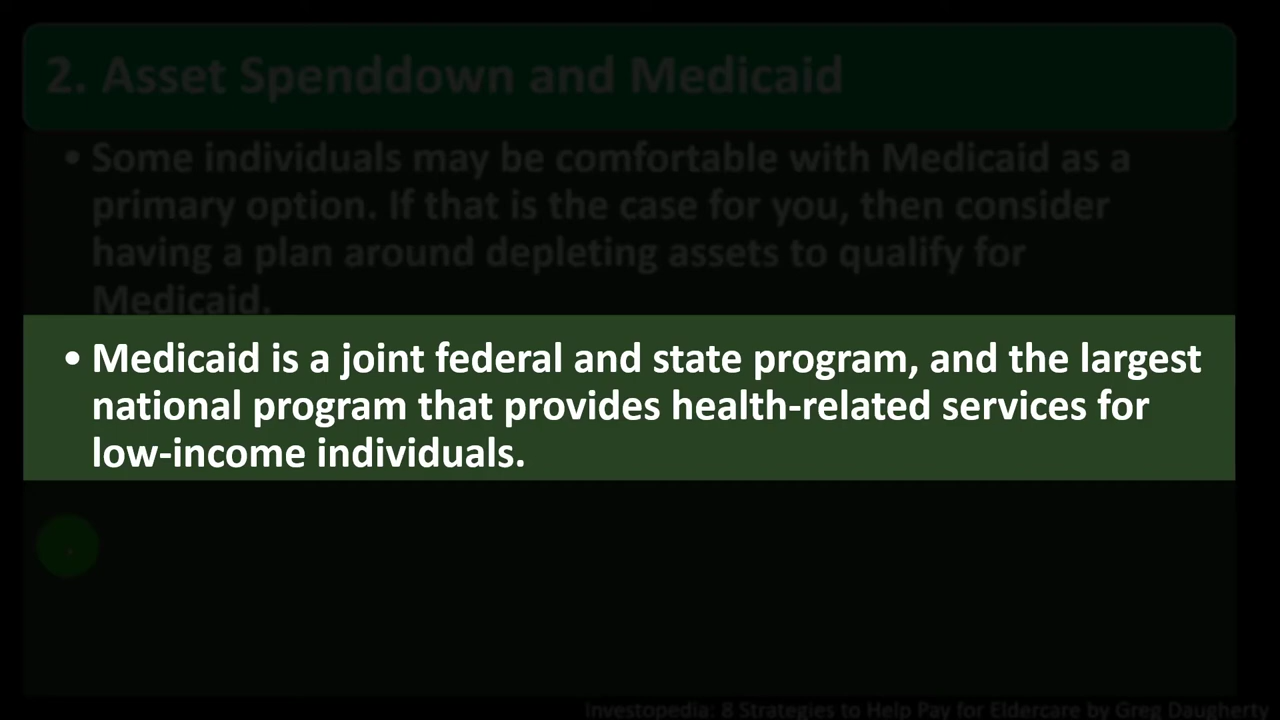 2. Asset Spenddown and Medicaid
• Some individuals may be comfortable with Medicaid as a
primary option. If that is the case for you, then consider
having a plan around depleting assets to qualify for
Medicaid.
• Medicaid is a joint federal and state program, and the largest
national program that provides health-related services for
low-income individuals.
Investopedia: 8 Strategies to Help Pay for Eldercare by Greg Daugherty